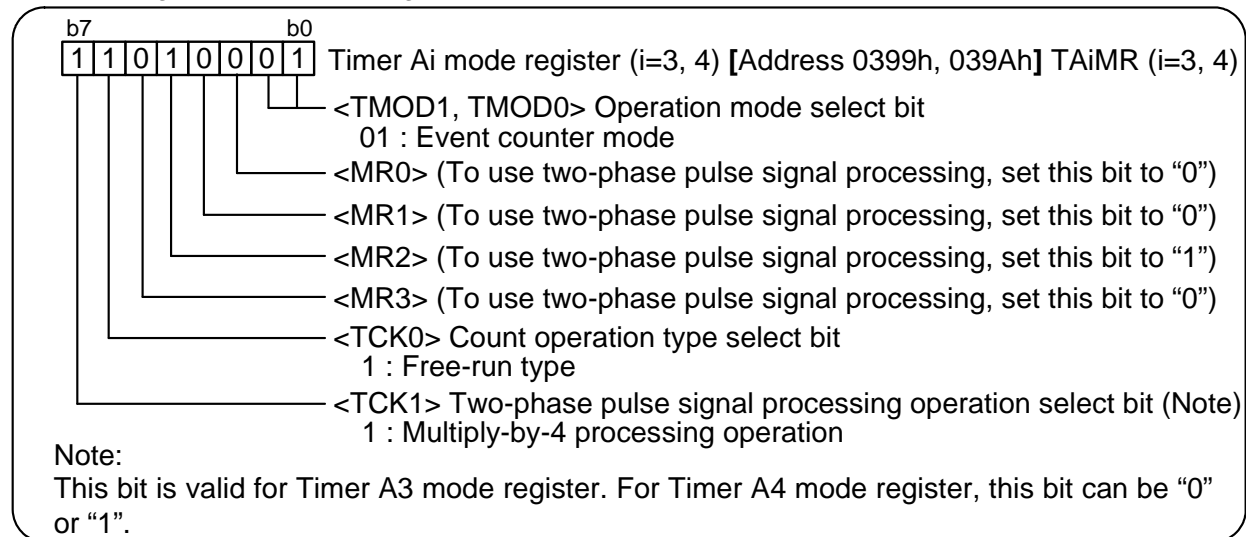 b7 b0
1 1 0 1 0 0 0 1 Timer Ai mode register (i=3, 4) [Address 0399h, 039Ah] TAiMR (i=3, 4)
<TMOD1, TMOD0> Operation mode select bit
01 : Event counter mode
<MR0> (To use two-phase pulse signal processing, set this bit to “0”)
<MR1> (To use two-phase pulse signal processing, set this bit to “0”)
<MR2> (To use two-phase pulse signal processing, set this bit to “1”)
<MR3> (To use two-phase pulse signal processing, set this bit to “0”)
<TCK0> Count operation type select bit
1 : Free-run type
<TCK1> Two-phase pulse signal processing operation select bit (Note)
1 : Multiply-by-4 processing operation
Note:
This bit is valid for Timer A3 mode register. For Timer A4 mode register, this bit can be “0”
or “1”.